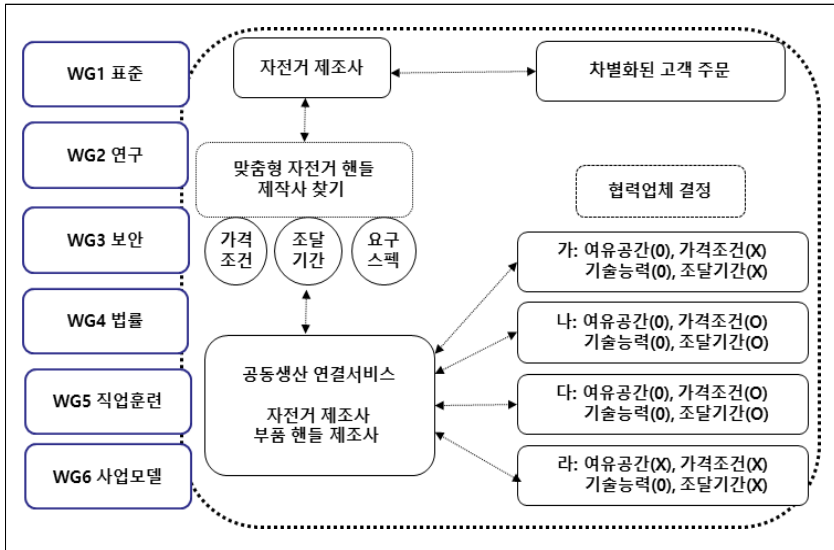 WG1 표준
WG2 연구
WG3 보안
WG4 법률
WG5 직업훈련
WG6 사업모델
자전거 제조사
차별화된 고객 주문
맞춤형 자전거 핸들
제작사 찾기
가격
조건
조달
기간
요구
스펙
공동생산 연결서비스
자전거 제조사
부품 핸들 제조사
협력업체 결정
가: 여유공간(0), 가격조건(X)
기술능력(0), 조달기간(X)
나: 여유공간(0), 가격조건(O)
기술능력(0), 조달기간(O)
다: 여유공간(0), 가격조건(O)
기술능력(0), 조달기간(O)
라: 여유공간(X), 가격조건(X)
기술능력(0), 조달기간(X)